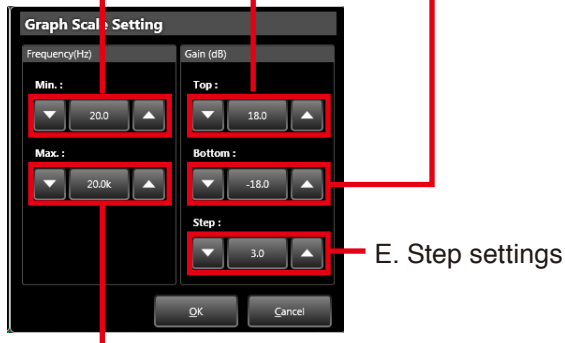 Graph Scale Setting
Frequency(Hz)
Min. :
20.0
Max. :
20.0k
Gain (dB)
Top :
18.0
Bottom :
-18.0
Step :
3.0
E. Step settings
OK
Cancel